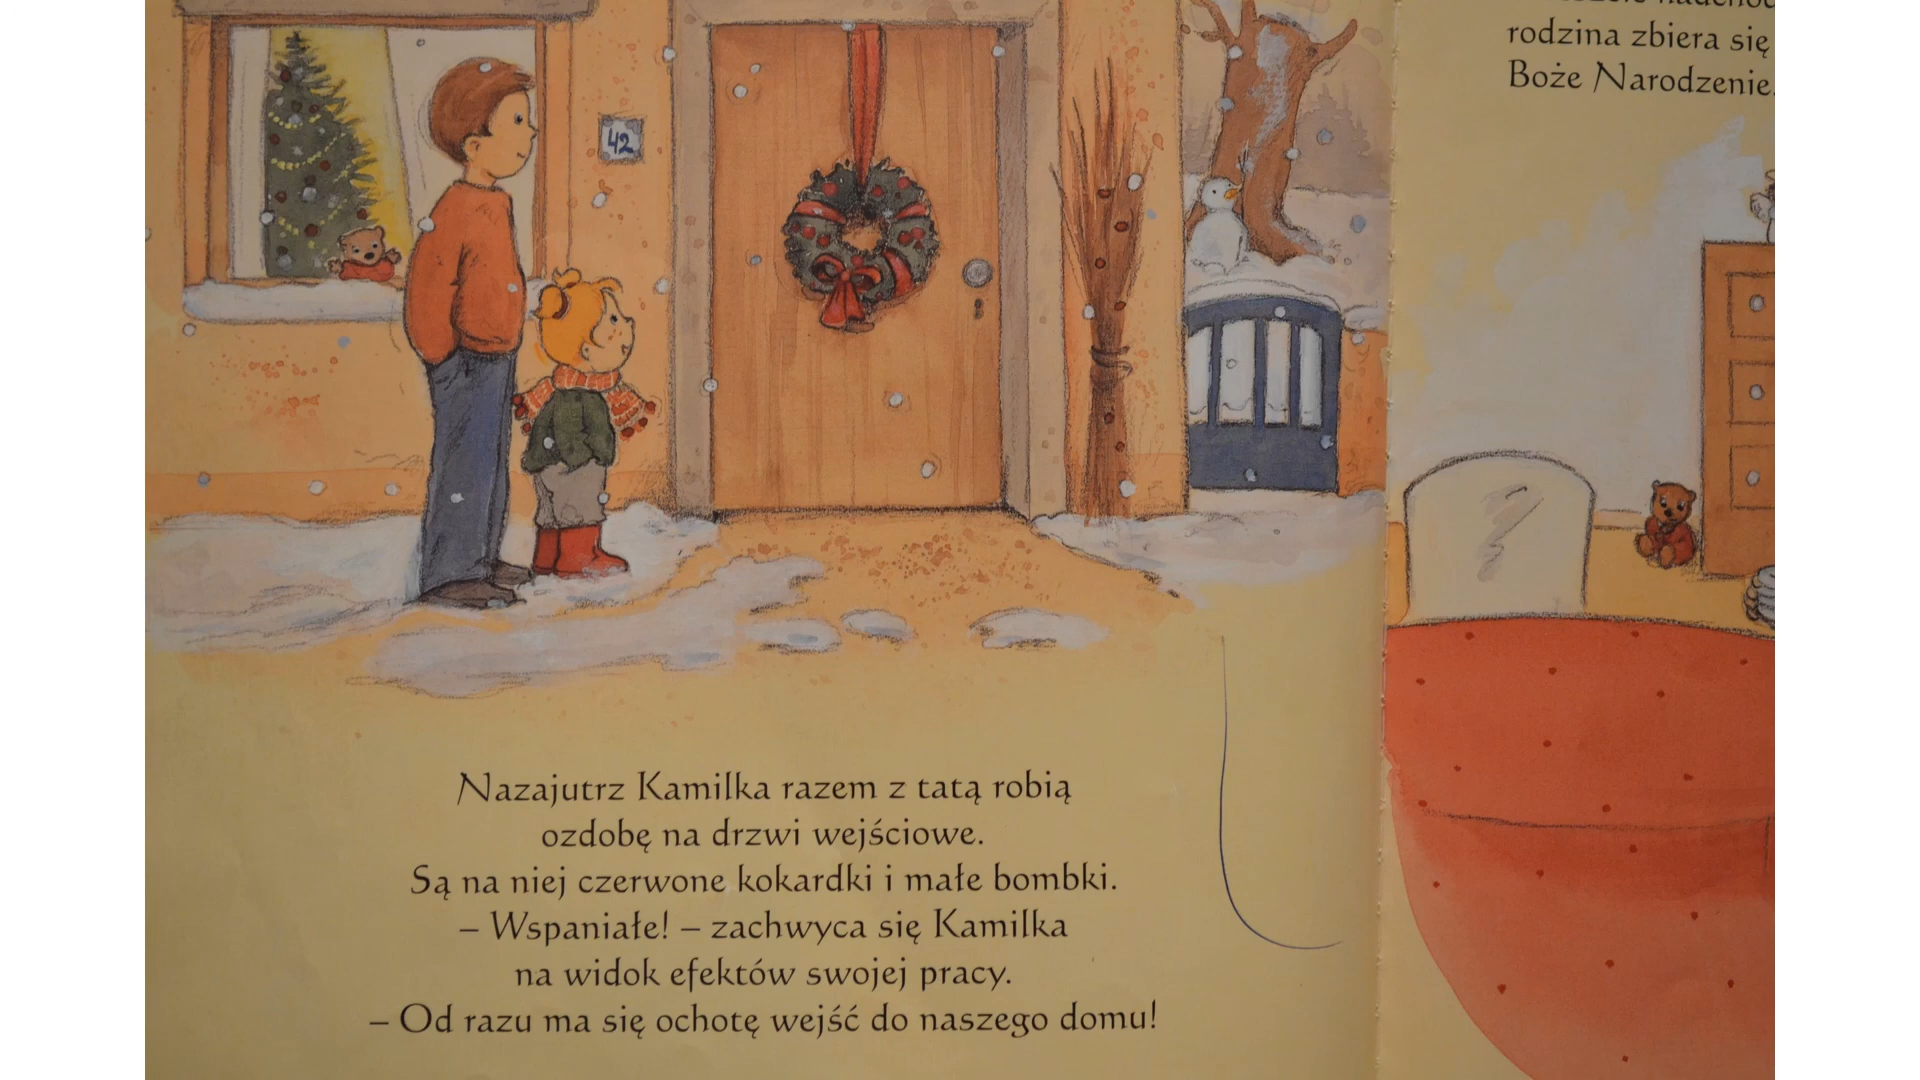 42
Nazajutrz Kamilka razem z tatą robią
ozdobę na drzwi wejściowe.
Są na niej czerwone kokardki i małe bombki.
– Wspaniałe! – zachwyca się Kamilka
na widok efektów swojej pracy.
– Od razu ma się ochotę wejść do naszego domu!
rodzina zbiera się
Boże Narodzenie.